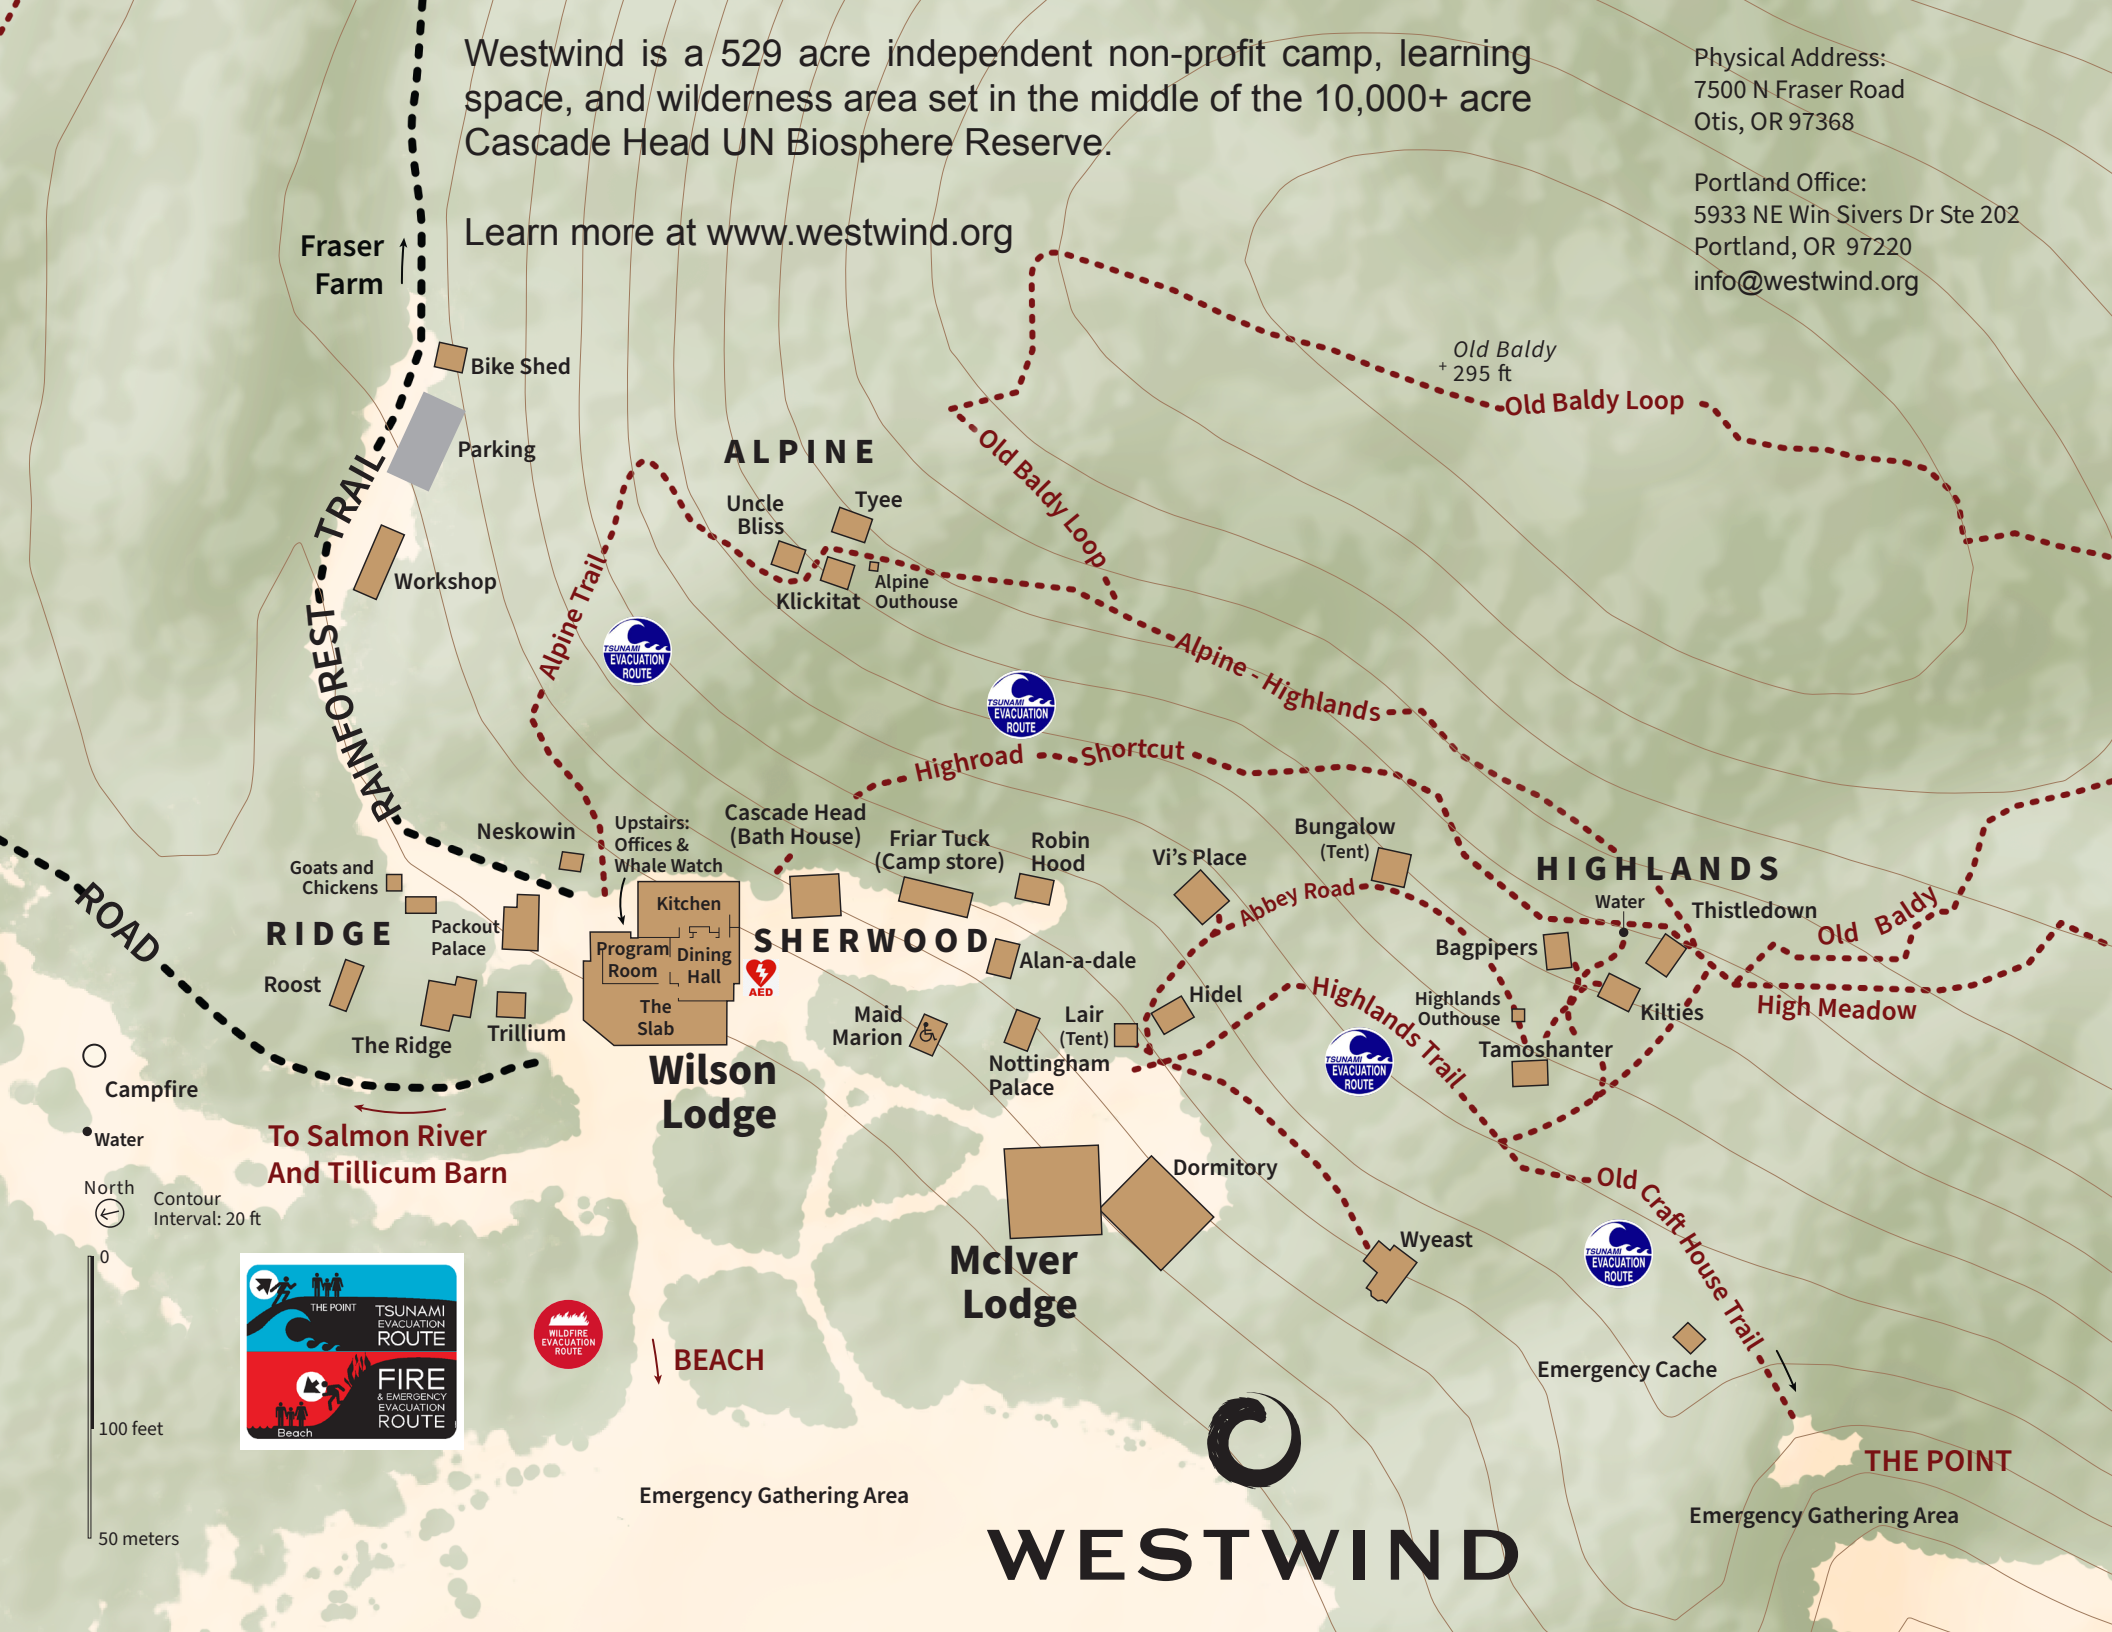 Westwind is a 529 acre independent non-profit camp, learning
space, and wilderness area set in the middle of the 10,000+ acre
Cascade Head UN Biosphere Reserve.
Learn more at www.westwind.org
Physical Address:
7500 N Fraser Road
Otis, OR 97368
Portland Office:
5933 NE Win Sivers Dr Ste 202
Portland, OR 97220
info@westwind.org
Fraser
Farm
Bike Shed
Parking
RAINFOREST TRAIL
Workshop
Old Baldy
+ 295 ft
Old Baldy Loop
Old Baldy Loop
ALPINE
Uncle
Bliss
Tyee
Klickitat
Alpine
Outhouse
Alpine Trail
TSUNAMI
EVACUATION
ROUTE
TSUNAMI
EVACUATION
ROUTE
Alpine - Highlands
Highroad Shortcut
Neskowin
Upstairs:
Offices &
Whale Watch
Cascade Head
(Bath House)
Friar Tuck
(Camp store)
Robin
Hood
Vi's Place
Bungalow
(Tent)
Abbey Road
HIGHLANDS
Water
Thistledown
Old Baldy
Bagpipers
Kilties
High Meadow
Highlands
Outhouse
Tamoshanter
Highlands Trail
TSUNAMI
EVACUATION
ROUTE
Goats and
Chickens
RIDGE
Packout
Palace
Roost
The Ridge
Trillium
ROAD
Kitchen
Program
Room
Dining
Hall
The
Slab
AED
SHERWOOD
Alan-a-dale
Maid
Marion
Nottingham
Palace
Lair
(Tent)
Hidel
Wilson
Lodge
Campfire
Water
To Salmon River
And Tillicum Barn
North
Contour
Interval: 20 ft
0
100 feet
50 meters
THE POINT
TSUNAMI
EVACUATION
ROUTE
FIRE
& EMERGENCY
EVACUATION
ROUTE
Beach
WILDFIRE
EVACUATION
ROUTE
BEACH
Dormitory
McIver
Lodge
Wyeast
Old Craft House Trail
TSUNAMI
EVACUATION
ROUTE
Emergency Cache
THE POINT
Emergency Gathering Area
Emergency Gathering Area
WESTWIND